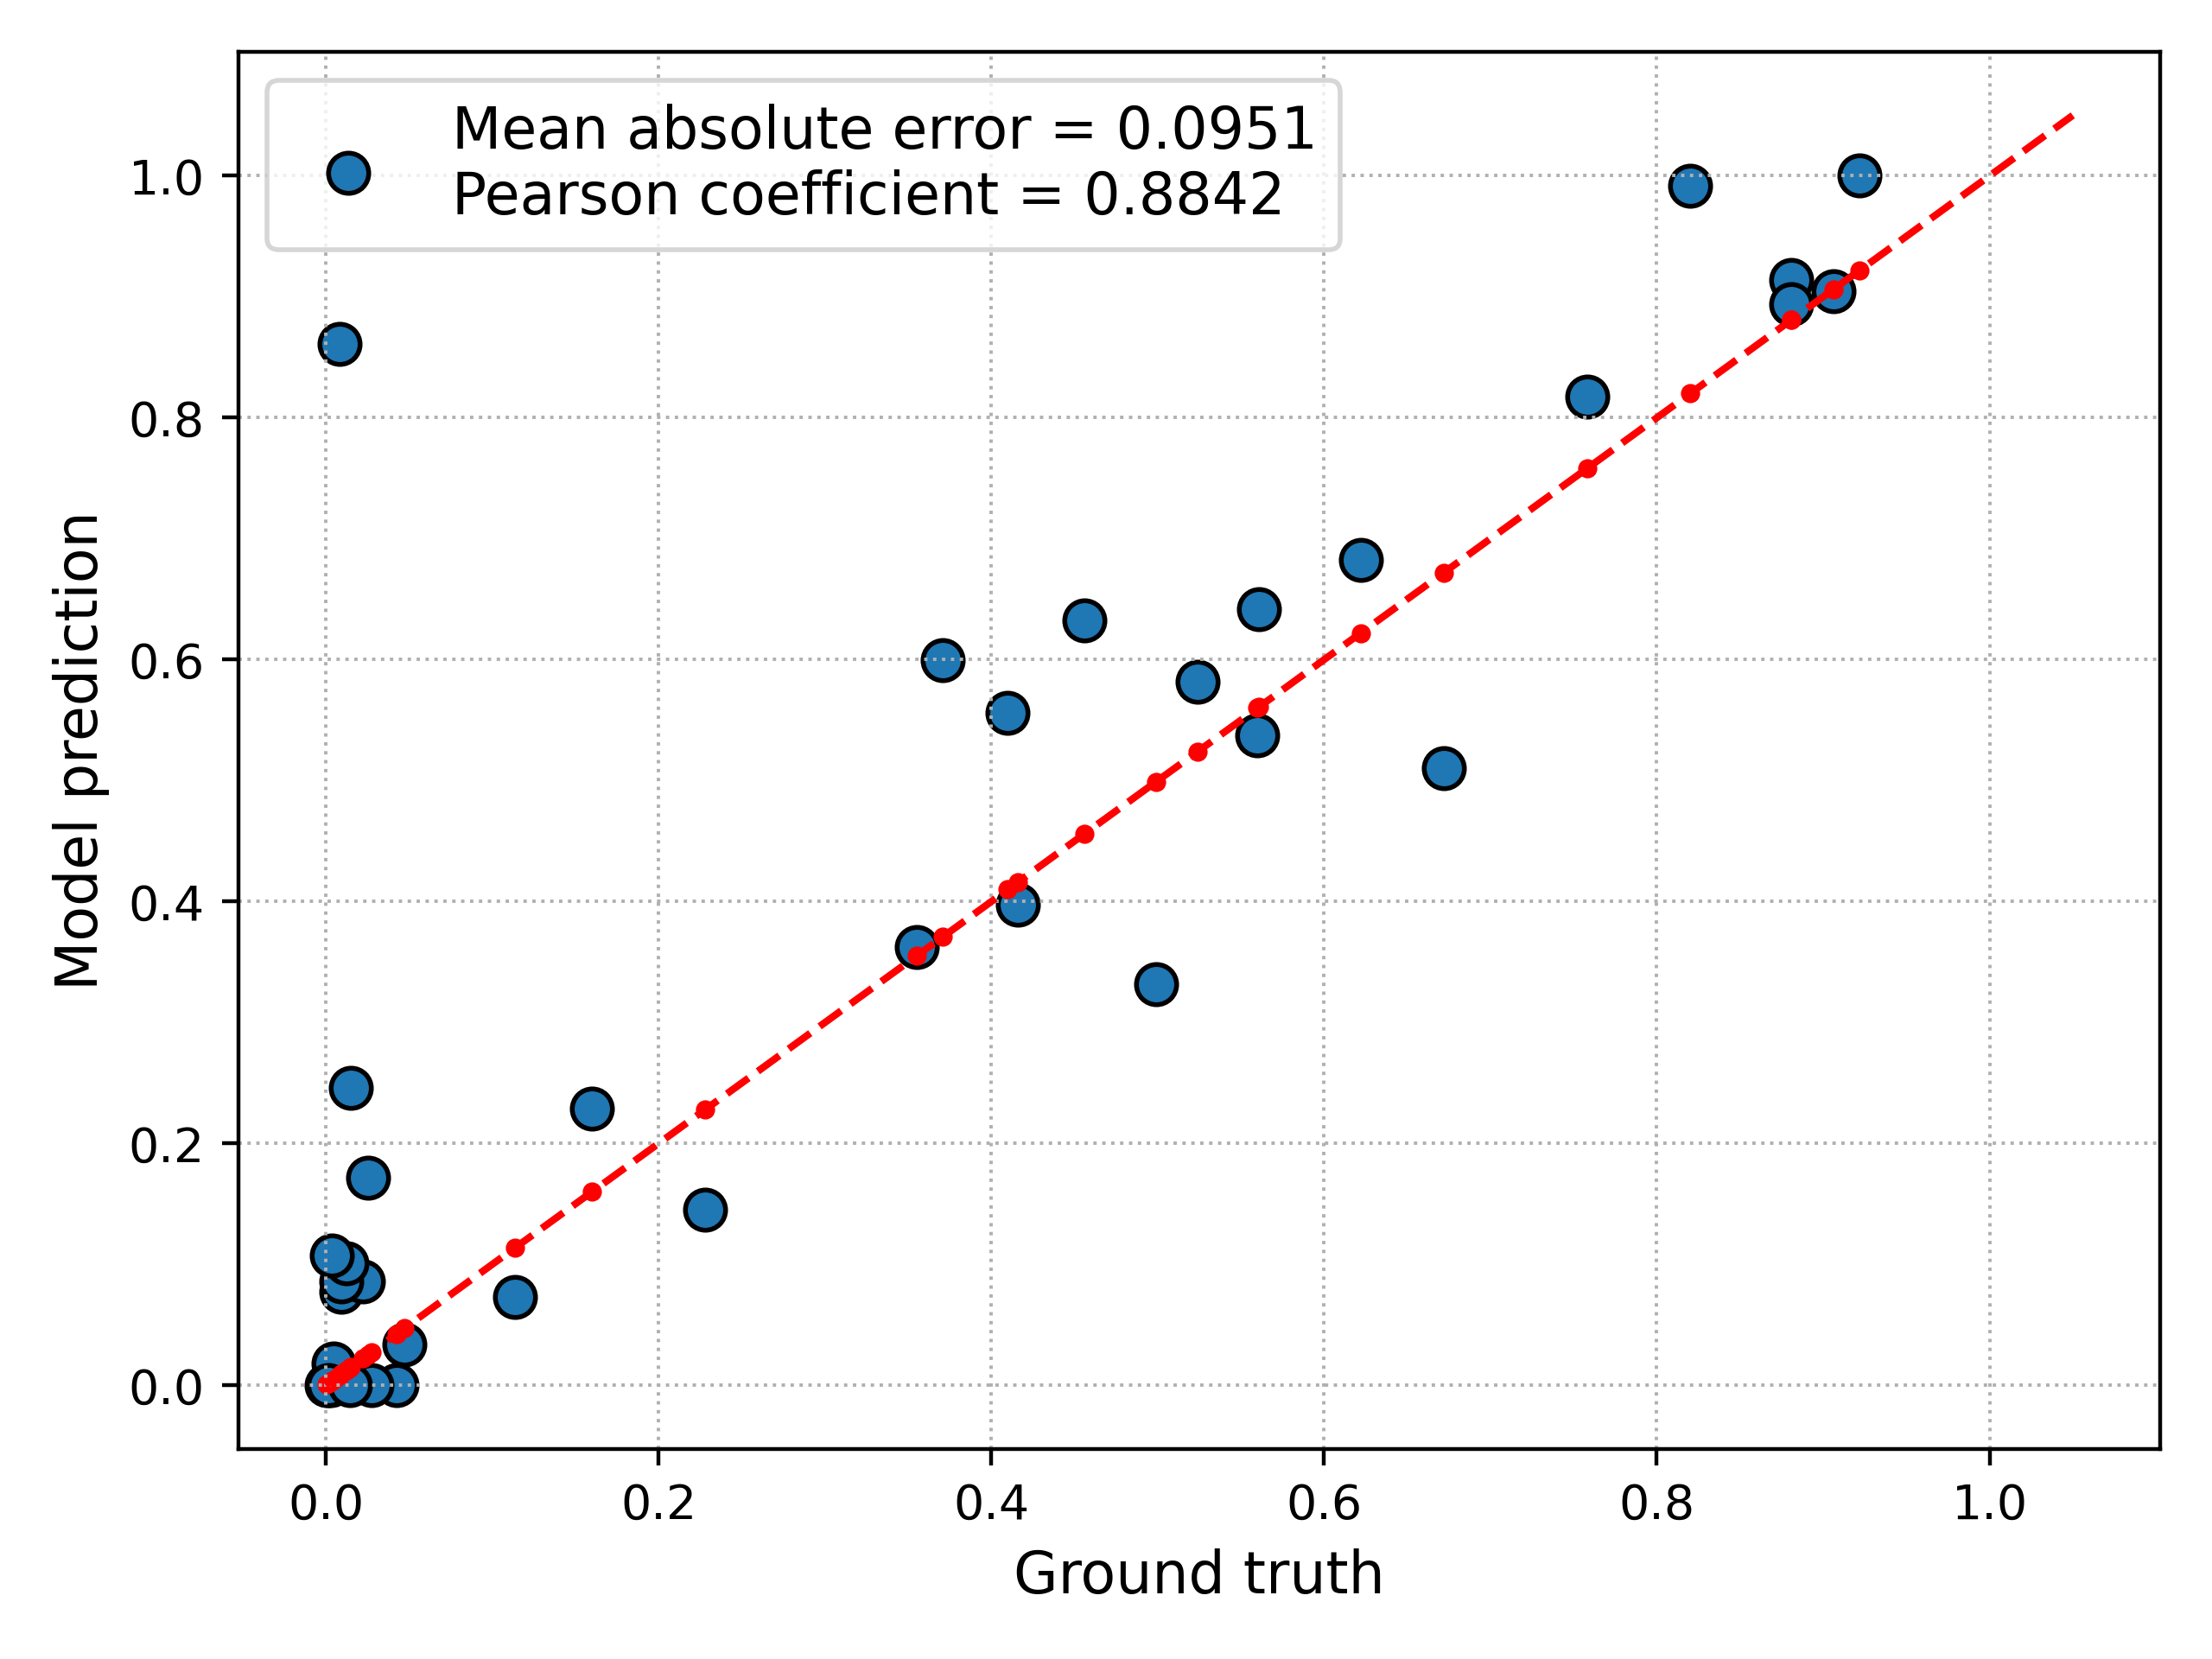 Mean absolute error = 0.0951
Pearson coefficient = 0.8842
1.0
0.8
0.6
0.4
0.2
0.0
Model prediction
0.0 0.2 0.4 0.6 0.8 1.0
Ground truth